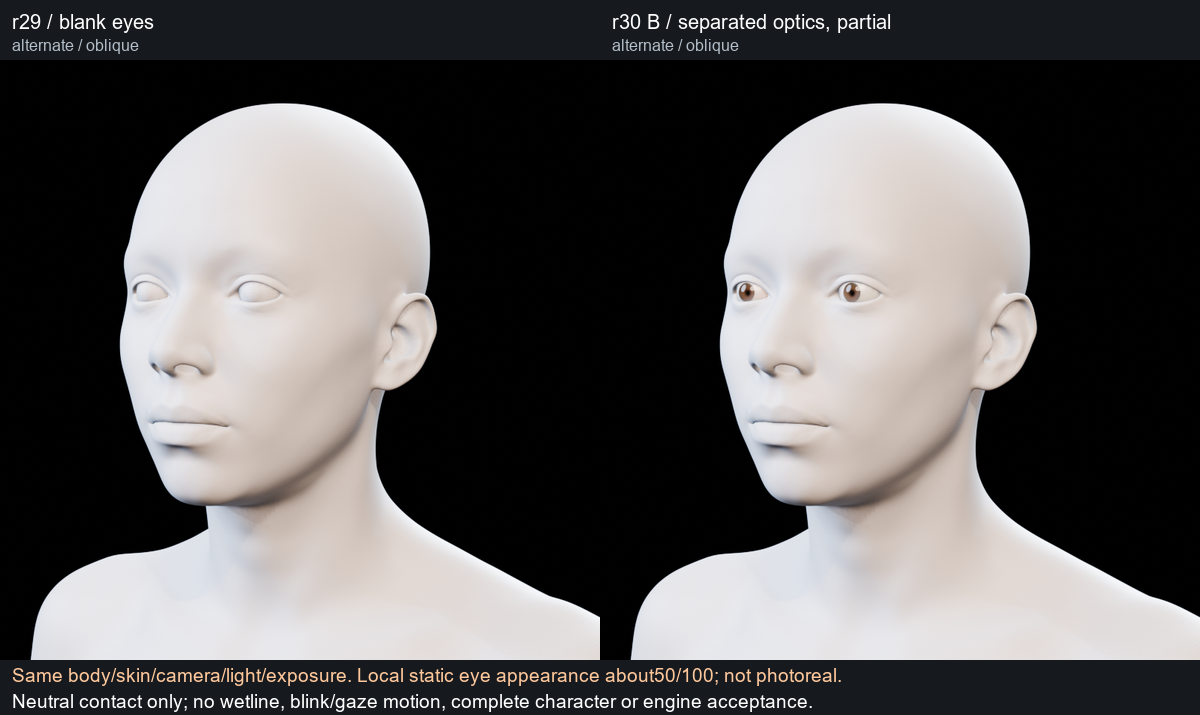 r29 / blank eyes
alternate / oblique
r30 B / separated optics, partial
alternate / oblique
Same body/skin/camera/light/exposure. Local static eye appearance about50/100; not photoreal.
Neutral contact only; no wetline, blink/gaze motion, complete character or engine acceptance.